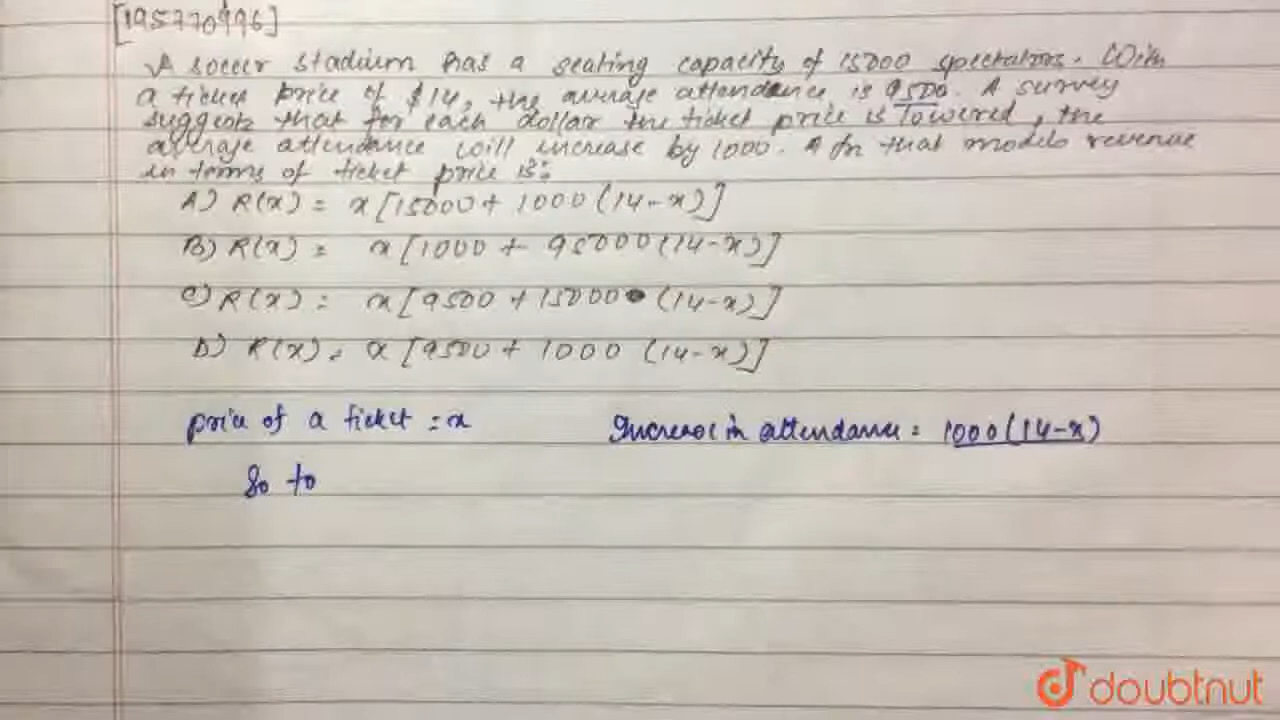 [195770996]
A soccer stadium has a seating capacity of 15000 spectators. With
a ticket price of $14, the average attendance is 9500. A survey
suggests that for each dollar the ticket price is lowered, the
average attendance will increase by 1000. A fn that models revenue
in terms of ticket price is:
A) R(x) = x[15000 + 1000(14-x)]
B) R(x) = x[1000 + 95000(14-x)]
C) R(x) = x[9500 + 15000 (14-x)]
D) R(x) = x[9500 + 1000 (14-x)]
price of a ticket = x Increase in attendance = 1000(14-x)
So to
doubtnut